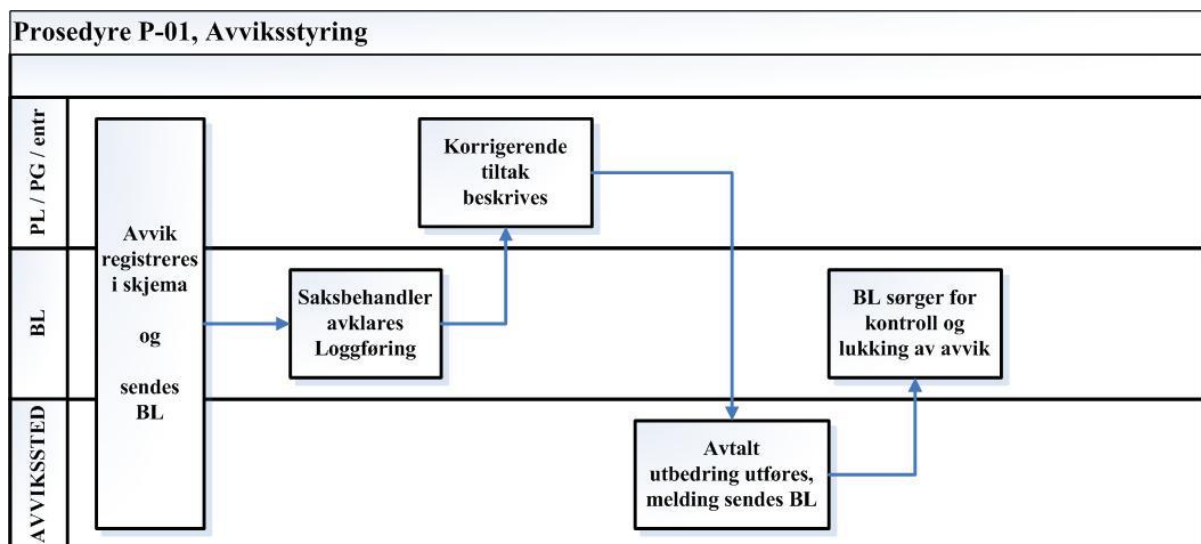 Prosedyre P-01, Avviksstyring
PL / PG / entr
BL
AVVIKSSTED
Avvik
registreres
i skjema
og
sendes
BL
Saksbehandler
avklares
Loggføring
Korrigerende
tiltak
beskrives
Avtalt
utbedring utføres,
melding sendes BL
BL sørger for
kontroll og
lukking av avvik